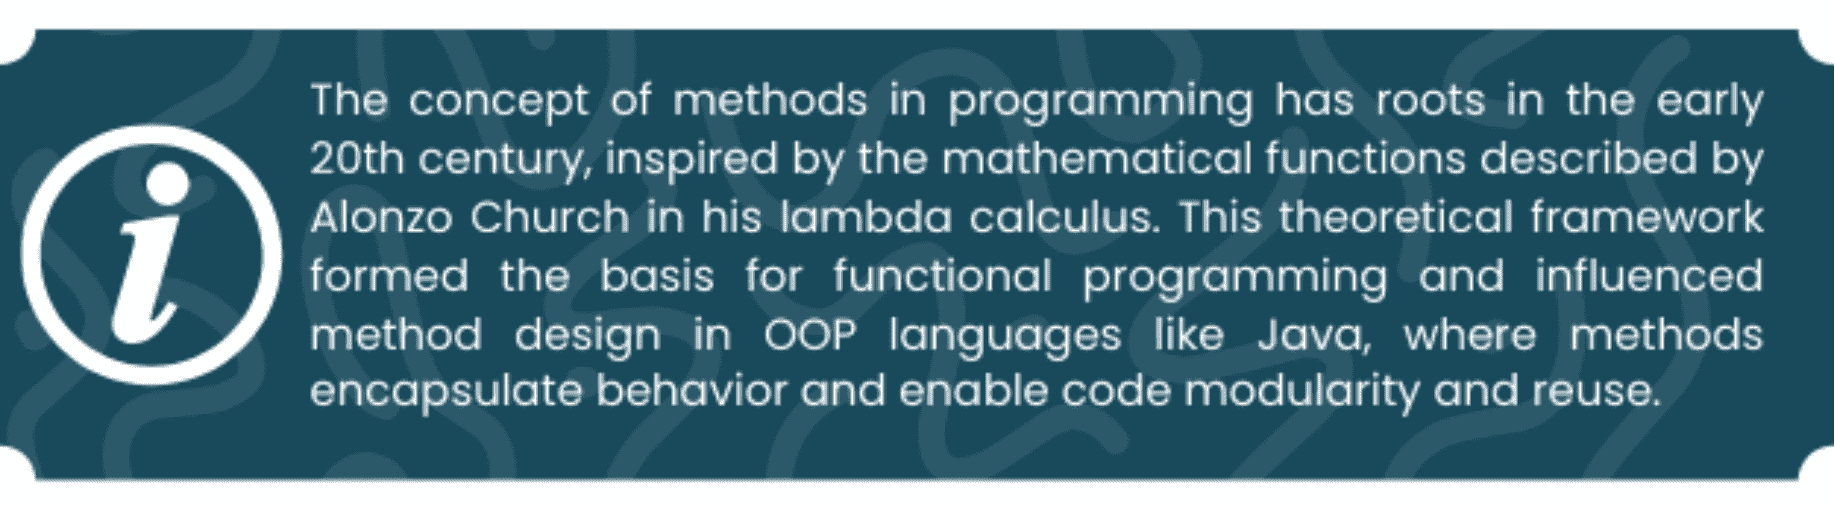 The concept of methods in programming has roots in the early
20th century, inspired by the mathematical functions described by
Alonzo Church in his lambda calculus. This theoretical framework
formed the basis for functional programming and influenced
method design in OOP languages like Java, where methods
encapsulate behavior and enable code modularity and reuse.